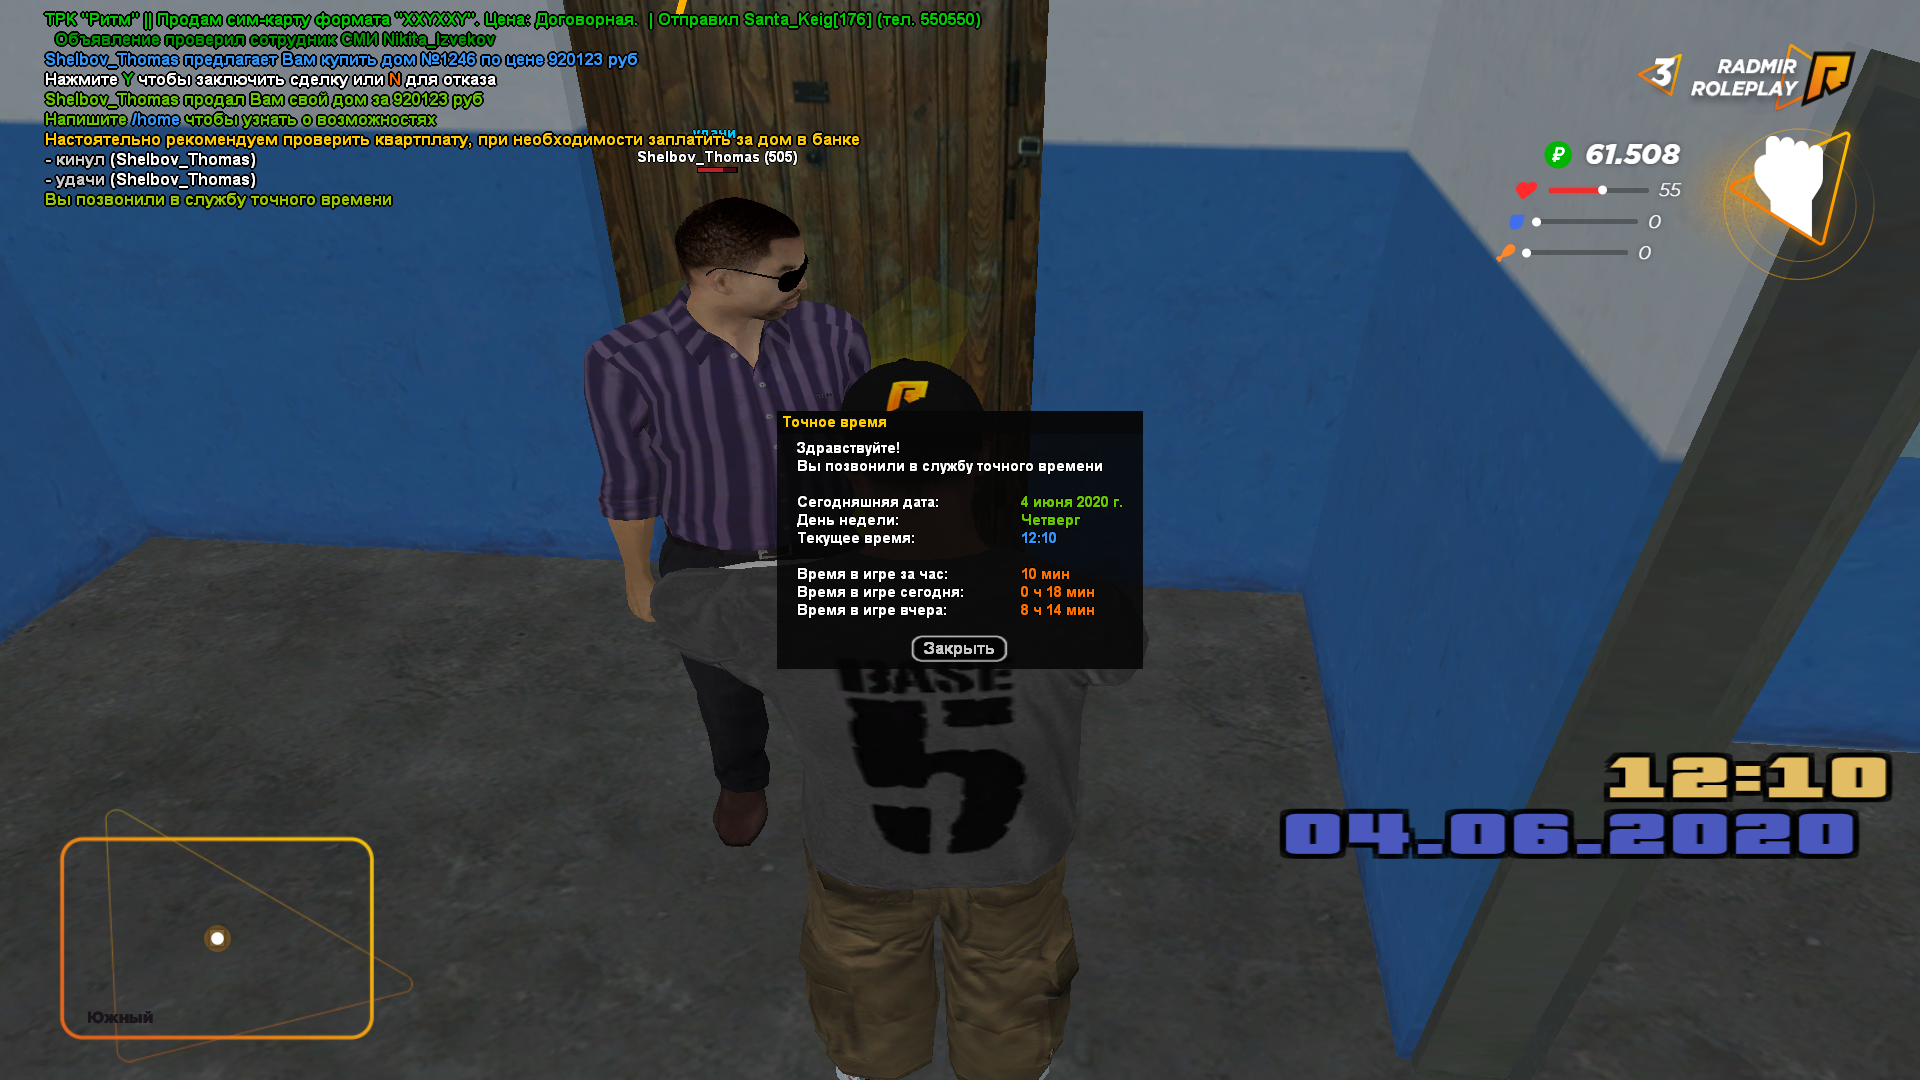 ТРК "Ритм" || Продам сим-карту формата "XXYXXY". Цена: Договорная. | Отправил Santa_Keig[176] (тел. 550550)
Объявление проверил сотрудник СМИ Nikita_Izvekov
Shelbov_Thomas предлагает Вам купить дом №1246 по цене 920123 руб
Нажмите Y чтобы заключить сделку или N для отказа
Shelbov_Thomas продал Вам свой дом за 920123 руб
Напишите /home чтобы узнать о возможностях
Настоятельно рекомендуем проверить квартплату, при необходимости заплатить за дом в банке
- кинул (Shelbov_Thomas)
- удачи (Shelbov_Thomas)
Вы позвонили в службу точного времени
удачи
Shelbov_Thomas (505)
3
RADMIR
ROLEPLAY
₽ 61.508
55
0
0
Точное время
Здравствуйте!
Вы позвонили в службу точного времени
Сегодняшняя дата: 4 июня 2020 г.
День недели: Четверг
Текущее время: 12:10
Время в игре за час: 10 мин
Время в игре сегодня: 0 ч 18 мин
Время в игре вчера: 8 ч 14 мин
Закрыть
BASE
5
12:10
04.06.2020
Южный